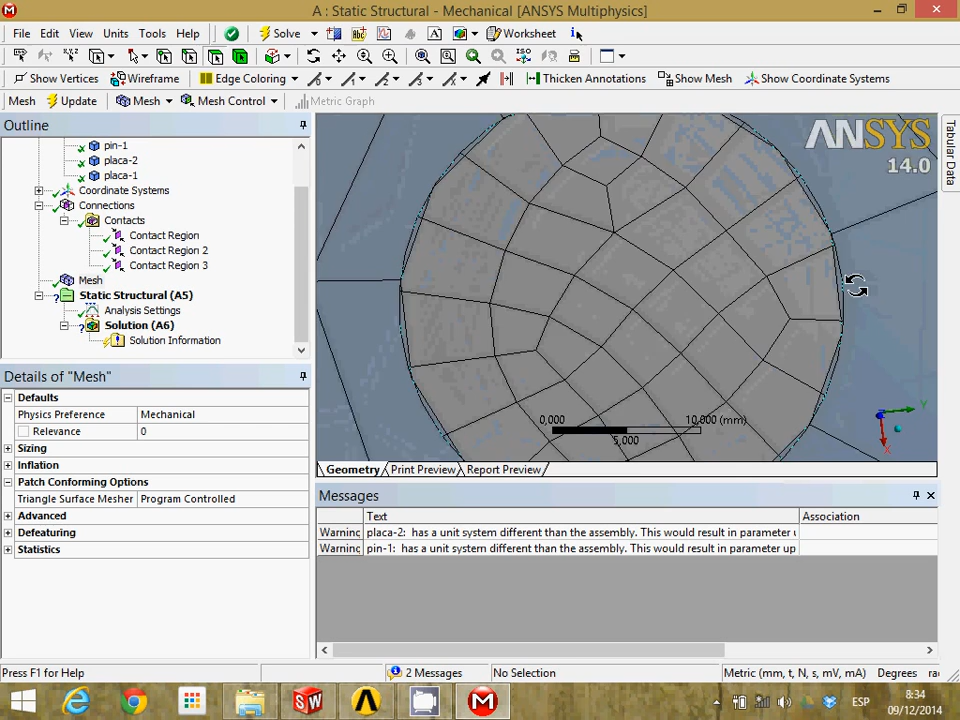 A : Static Structural - Mechanical [ANSYS Multiphysics]
File Edit View Units Tools Help Solve Worksheet
Show Vertices Wireframe Edge Coloring Thicken Annotations Show Mesh Show Coordinate Systems
Mesh Update Mesh Mesh Control Metric Graph
Outline
pin-1
placa-2
placa-1
Coordinate Systems
Connections
Contacts
Contact Region
Contact Region 2
Contact Region 3
Mesh
Static Structural (A5)
Analysis Settings
Solution (A6)
Solution Information
Details of "Mesh"
Defaults
Physics Preference Mechanical
Relevance 0
Sizing
Inflation
Patch Conforming Options
Triangle Surface Mesher Program Controlled
Advanced
Defeaturing
Statistics
ANSYS
14.0
0,000 10,000 (mm)
5,000
Y
X
Tabular Data
Geometry Print Preview Report Preview
Messages
Text Association
Warning placa-2: has a unit system different than the assembly. This would result in parameter
Warning pin-1: has a unit system different than the assembly. This would result in parameter up
Press F1 for Help 2 Messages No Selection Metric (mm, t, N, s, mV, mA) Degrees
ESP
8:34
09/12/2014